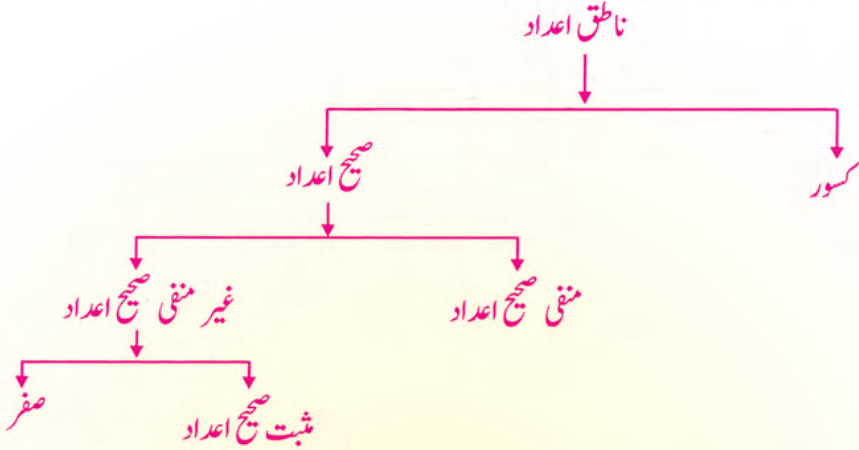 ناطق اعداد
کسور
صحیح اعداد
منفی صحیح اعداد
غیر منفی صحیح اعداد
مثبت صحیح اعداد
صفر